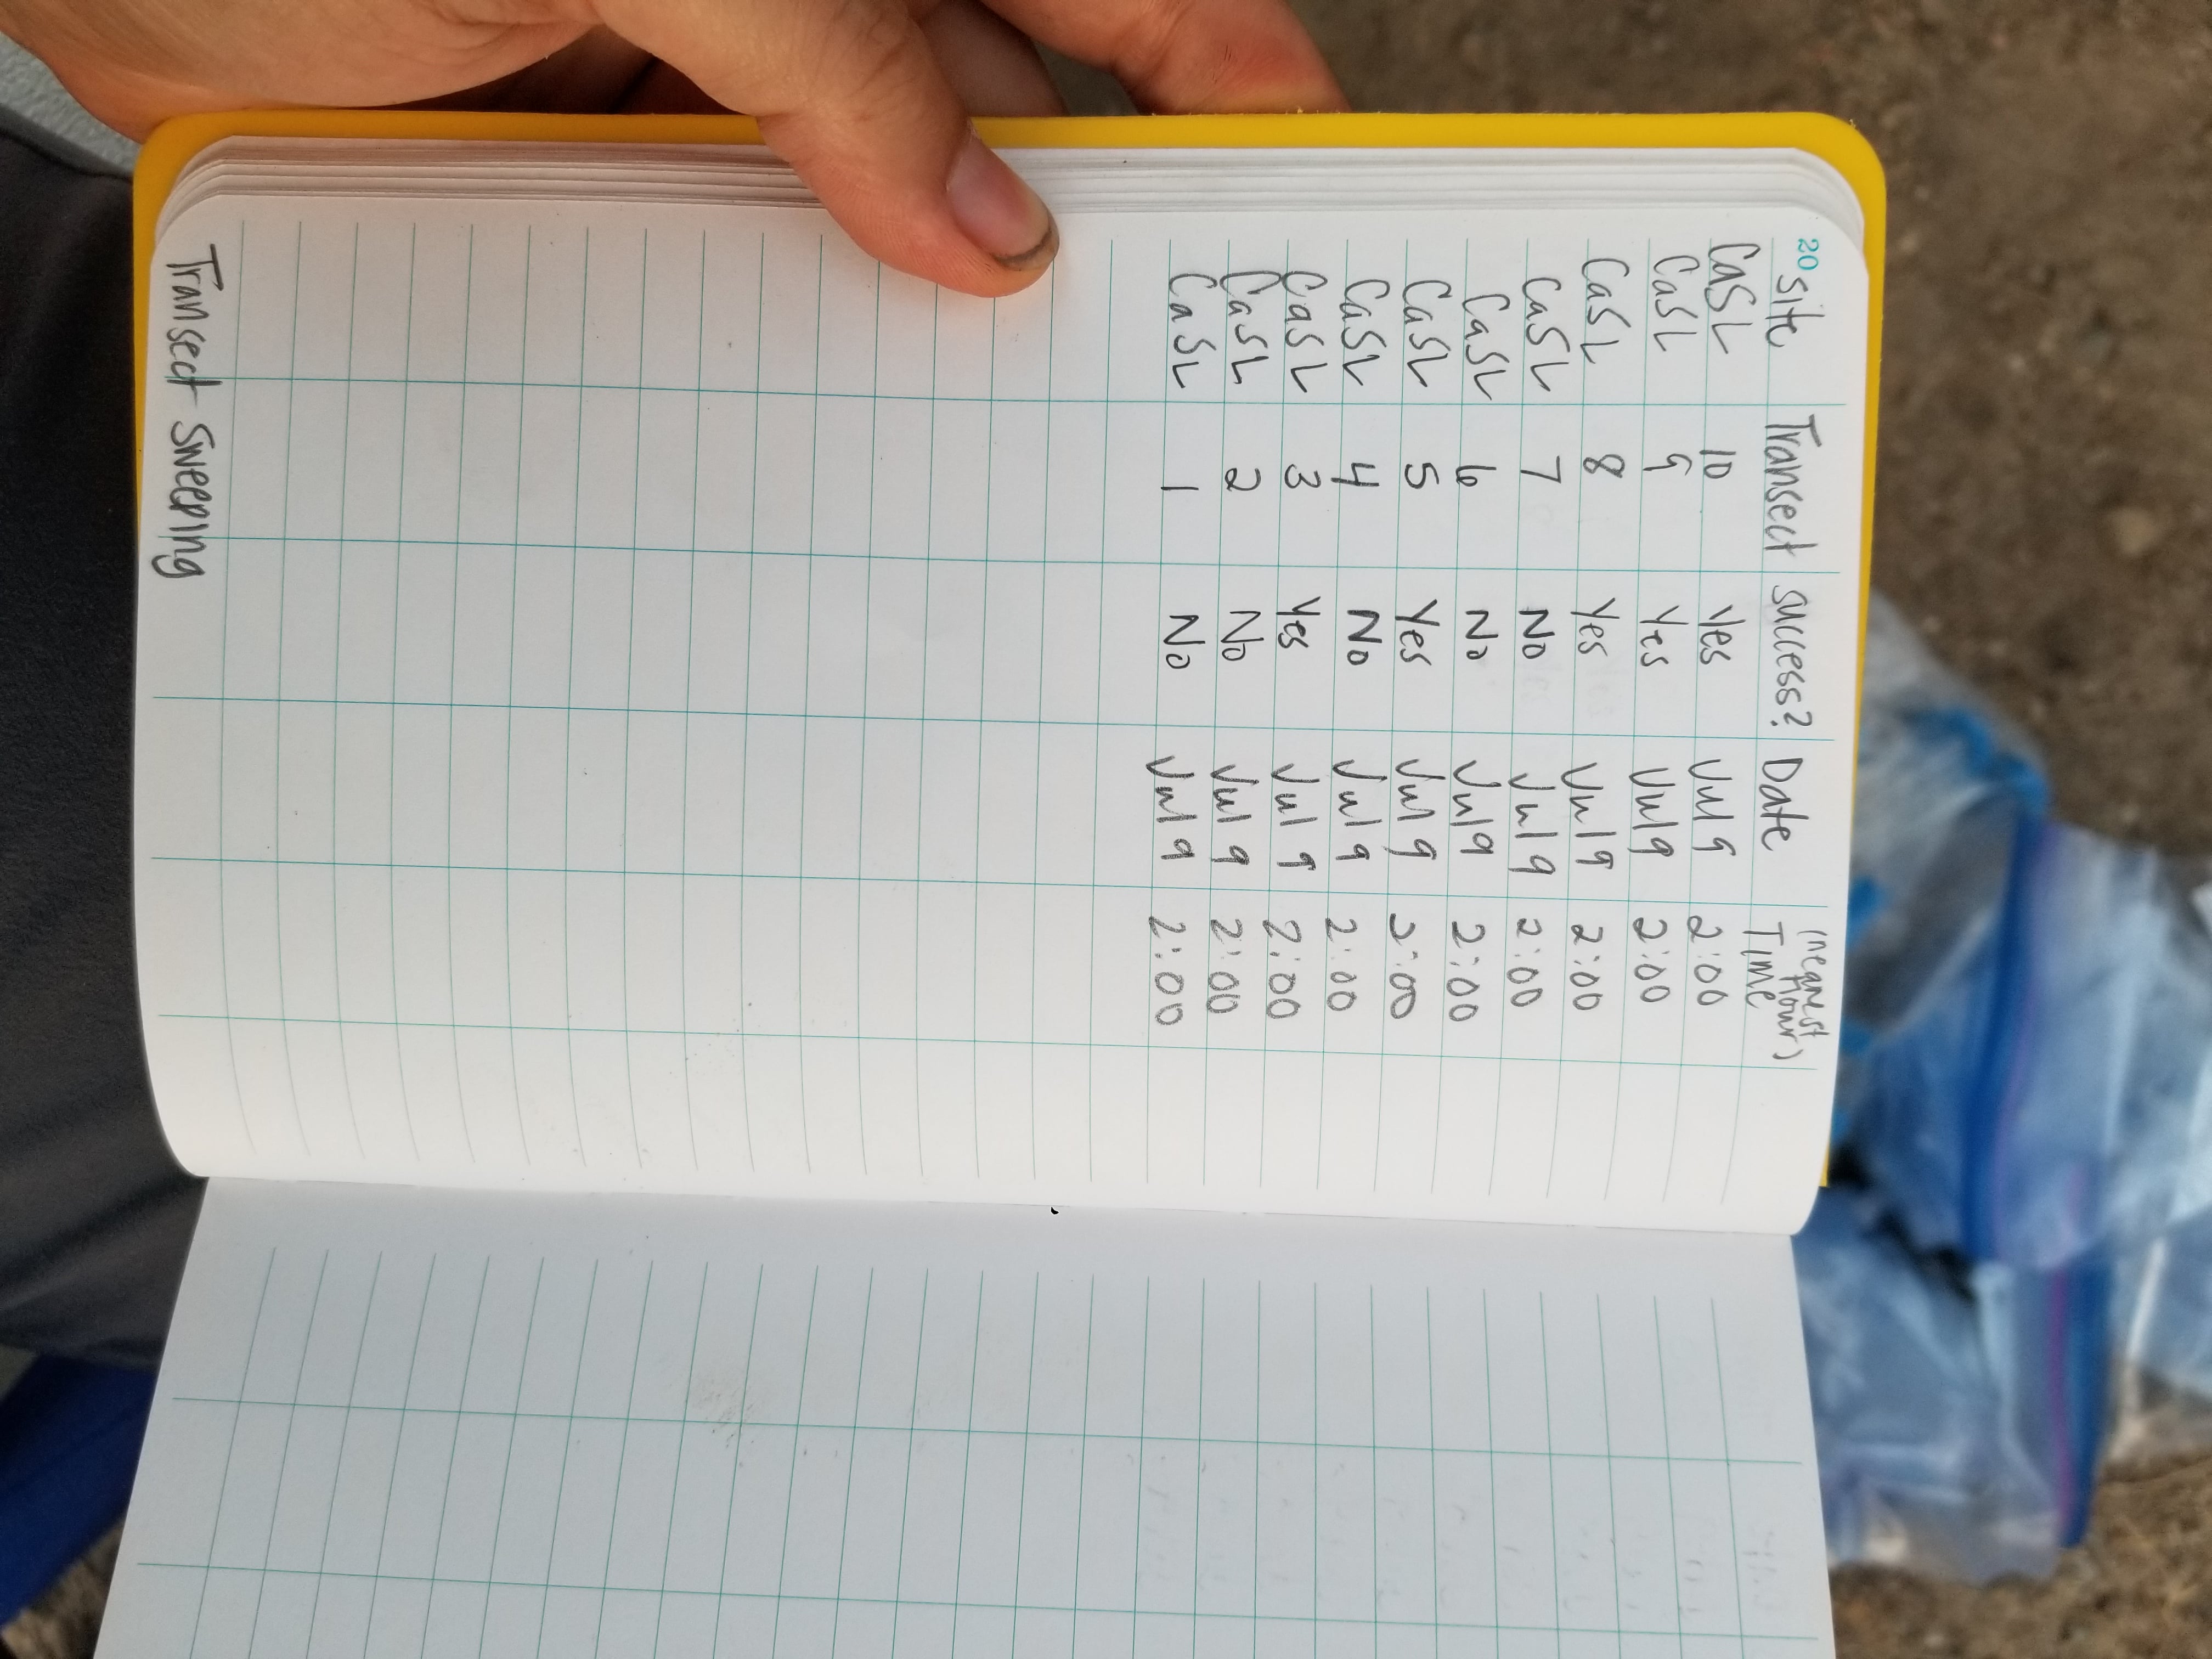 20 Site Transect Success? Date Time (nearest hour)
CaSL 10 Yes Jul 9 2:00
CaSL 9 Yes Jul 9 2:00
CaSL 8 Yes Jul 9 2:00
CaSL 7 No Jul 9 2:00
CaSL 6 No Jul 9 2:00
CaSL 5 Yes Jul 9 2:00
CaSL 4 No Jul 9 2:00
CaSL 3 Yes Jul 9 2:00
CaSL 2 No Jul 9 2:00
CaSL 1 No Jul 9 2:00
Transect Sweeping